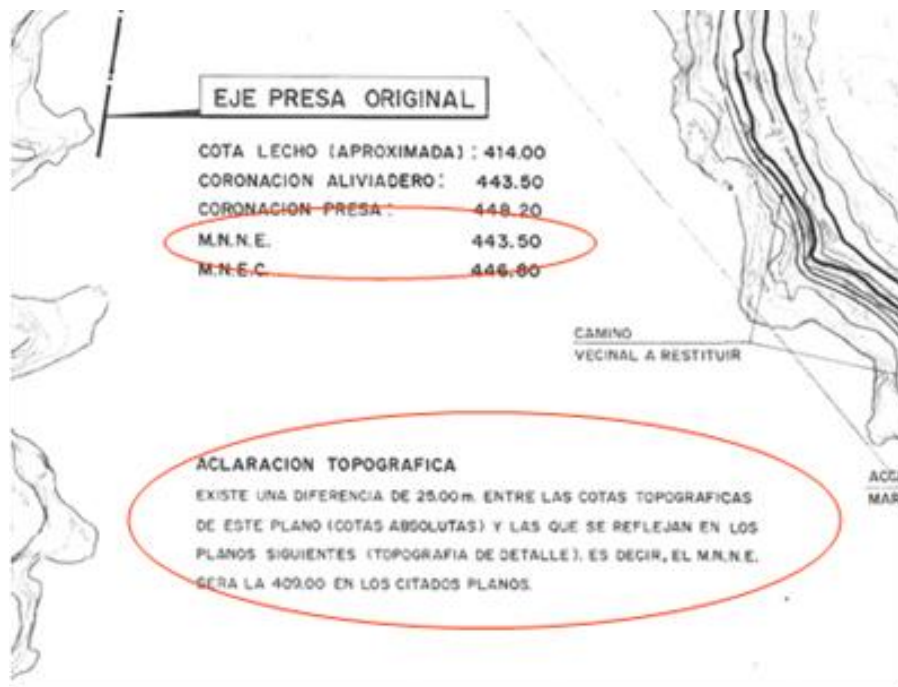 EJE PRESA ORIGINAL
COTA LECHO (APROXIMADA) : 414.00
CORONACION ALIVIADERO: 443.50
CORONACION PRESA: 448.20
M.N.N.E. 443.50
M.N.E.C. 446.80
CAMINO
VECINAL A RESTITUIR
ACLARACION TOPOGRAFICA
EXISTE UNA DIFERENCIA DE 25.00 m. ENTRE LAS COTAS TOPOGRAFICAS
DE ESTE PLANO (COTAS ABSOLUTAS) Y LAS QUE SE REFLEJAN EN LOS
PLANOS SIGUIENTES (TOPOGRAFIA DE DETALLE). ES DECIR, EL M.N.N.E.
SERA LA 409.00 EN LOS CITADOS PLANOS.
MAR